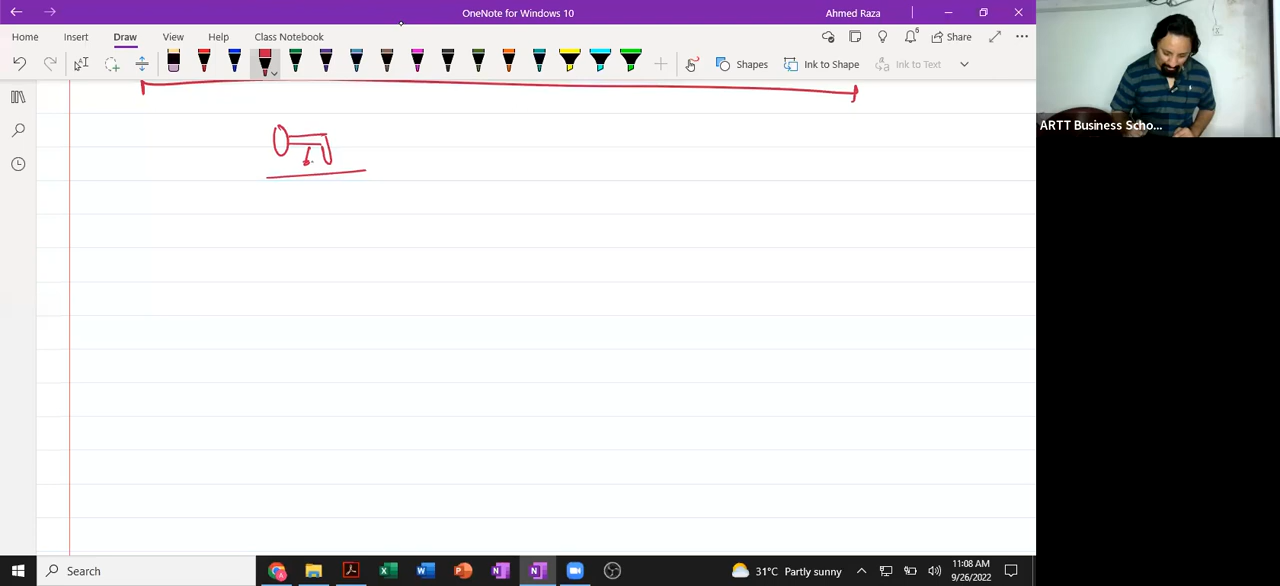 OneNote for Windows 10
Ahmed Raza
Home Insert Draw View Help Class Notebook
6
Share
Shapes
Ink to Shape
Ink to Text
ARTT Business Scho...
Search
31°C Partly sunny
11:08 AM
9/26/2022